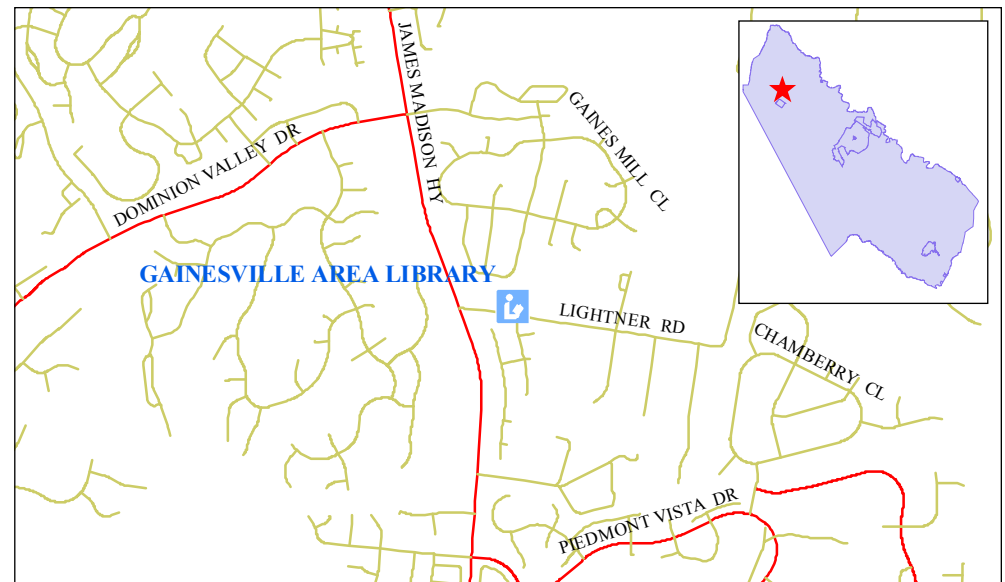 JAMES MADISON HY
GAINES MILL CL
DOMINION VALLEY DR
GAINESVILLE AREA LIBRARY
LIGHTNER RD
CHAMBERRY CL
PIEDMONT VISTA DR